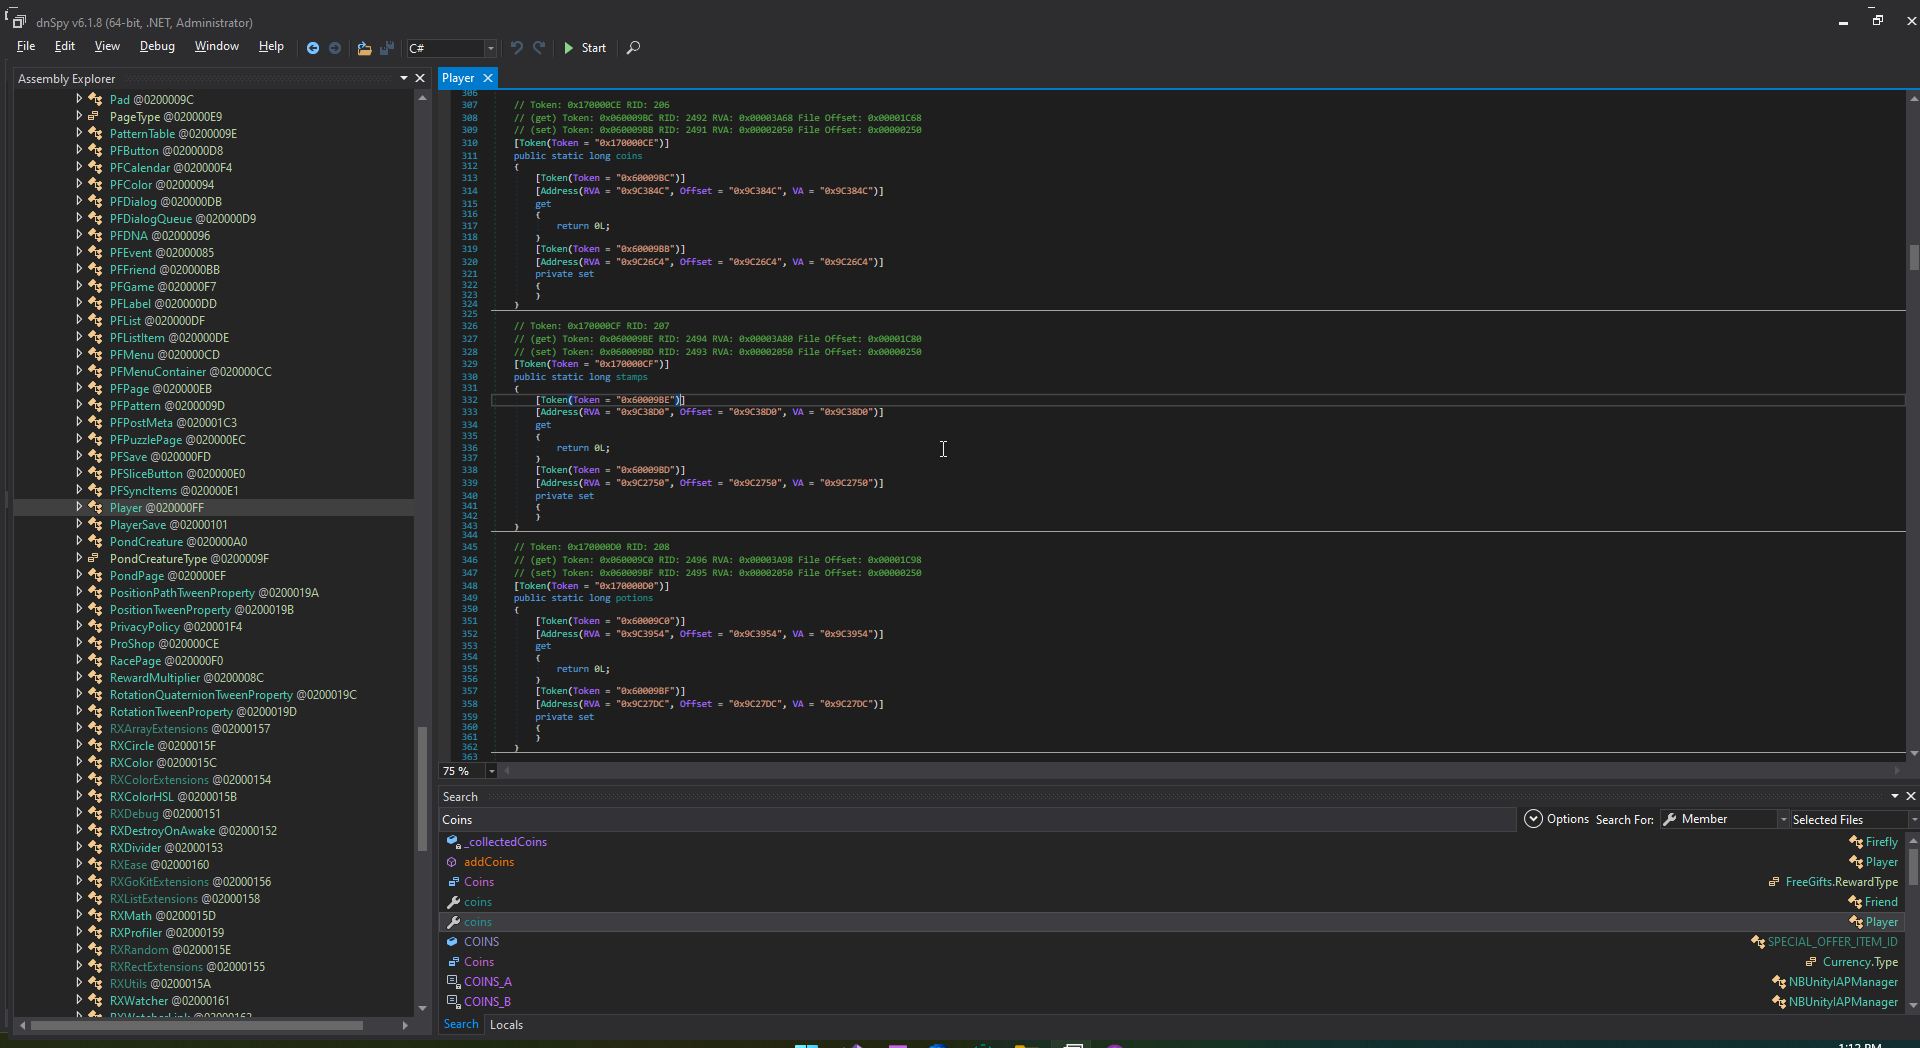 dnSpy v6.1.8 (64-bit, .NET, Administrator)
File Edit View Debug Window Help C# Start
Assembly Explorer
Pad @0200009C
PageType @020000E9
PatternTable @0200009E
PFButton @020000D8
PFCalendar @020000F4
PFColor @02000094
PFDialog @020000DB
PFDialogQueue @020000D9
PFDNA @02000096
PFEvent @02000085
PFFriend @020000BB
PFGame @020000F7
PFLabel @020000DD
PFList @020000DF
PFListItem @020000DE
PFMenu @020000CD
PFMenuContainer @020000CC
PFPage @020000EB
PFPattern @0200009D
PFPostMeta @020001C3
PFPuzzlePage @020000EC
PFSave @020000FD
PFSliceButton @020000E0
PFSyncItems @020000E1
Player @020000FF
PlayerSave @02000101
PondCreature @020000A0
PondCreatureType @0200009F
PondPage @020000EF
PositionPathTweenProperty @0200019A
PositionTweenProperty @0200019B
PrivacyPolicy @020001F4
ProShop @020000CE
RacePage @020000F0
RewardMultiplier @0200008C
RotationQuaternionTweenProperty @0200019C
RotationTweenProperty @0200019D
RXArrayExtensions @02000157
RXCircle @0200015F
RXColor @0200015C
RXColorExtensions @02000154
RXColorHSL @0200015B
RXDebug @02000151
RXDestroyOnAwake @02000152
RXDivider @02000153
RXEase @02000160
RXGoKitExtensions @02000156
RXListExtensions @02000158
RXMath @0200015D
RXProfiler @02000159
RXRandom @0200015E
RXRectExtensions @02000155
RXUtils @0200015A
RXWatcher @02000161
RXWatcherLink @02000162
Player
306
307 // Token: 0x170000CE RID: 206
308 // (get) Token: 0x060009BC RID: 2492 RVA: 0x00003A68 File Offset: 0x00001C68
309 // (set) Token: 0x060009BB RID: 2491 RVA: 0x00002050 File Offset: 0x00000250
310 [Token(Token = "0x170000CE")]
311 public static long coins
312 {
313 [Token(Token = "0x60009BC")]
314 [Address(RVA = "0x9C384C", Offset = "0x9C384C", VA = "0x9C384C")]
315 get
316 {
317 return 0L;
318 }
319 [Token(Token = "0x60009BB")]
320 [Address(RVA = "0x9C26C4", Offset = "0x9C26C4", VA = "0x9C26C4")]
321 private set
322 {
323 }
324 }
325
326 // Token: 0x170000CF RID: 207
327 // (get) Token: 0x060009BE RID: 2494 RVA: 0x00003A80 File Offset: 0x00001C80
328 // (set) Token: 0x060009BD RID: 2493 RVA: 0x00002050 File Offset: 0x00000250
329 [Token(Token = "0x170000CF")]
330 public static long stamps
331 {
332 [Token(Token = "0x60009BE")]
333 [Address(RVA = "0x9C38D0", Offset = "0x9C38D0", VA = "0x9C38D0")]
334 get
335 {
336 return 0L;
337 }
338 [Token(Token = "0x60009BD")]
339 [Address(RVA = "0x9C2750", Offset = "0x9C2750", VA = "0x9C2750")]
340 private set
341 {
342 }
343 }
344
345 // Token: 0x170000D0 RID: 208
346 // (get) Token: 0x060009C0 RID: 2496 RVA: 0x00003A98 File Offset: 0x00001C98
347 // (set) Token: 0x060009BF RID: 2495 RVA: 0x00002050 File Offset: 0x00000250
348 [Token(Token = "0x170000D0")]
349 public static long potions
350 {
351 [Token(Token = "0x60009C0")]
352 [Address(RVA = "0x9C3954", Offset = "0x9C3954", VA = "0x9C3954")]
353 get
354 {
355 return 0L;
356 }
357 [Token(Token = "0x60009BF")]
358 [Address(RVA = "0x9C27DC", Offset = "0x9C27DC", VA = "0x9C27DC")]
359 private set
360 {
361 }
362 }
363
75 %
Search
Coins Options Search For: Member Selected Files
_collectedCoins Firefly
addCoins Player
Coins FreeGifts.RewardType
coins Friend
coins Player
COINS SPECIAL_OFFER_ITEM_ID
Coins Currency.Type
COINS_A NBUnityIAPManager
COINS_B NBUnityIAPManager
Search Locals
1:13 PM